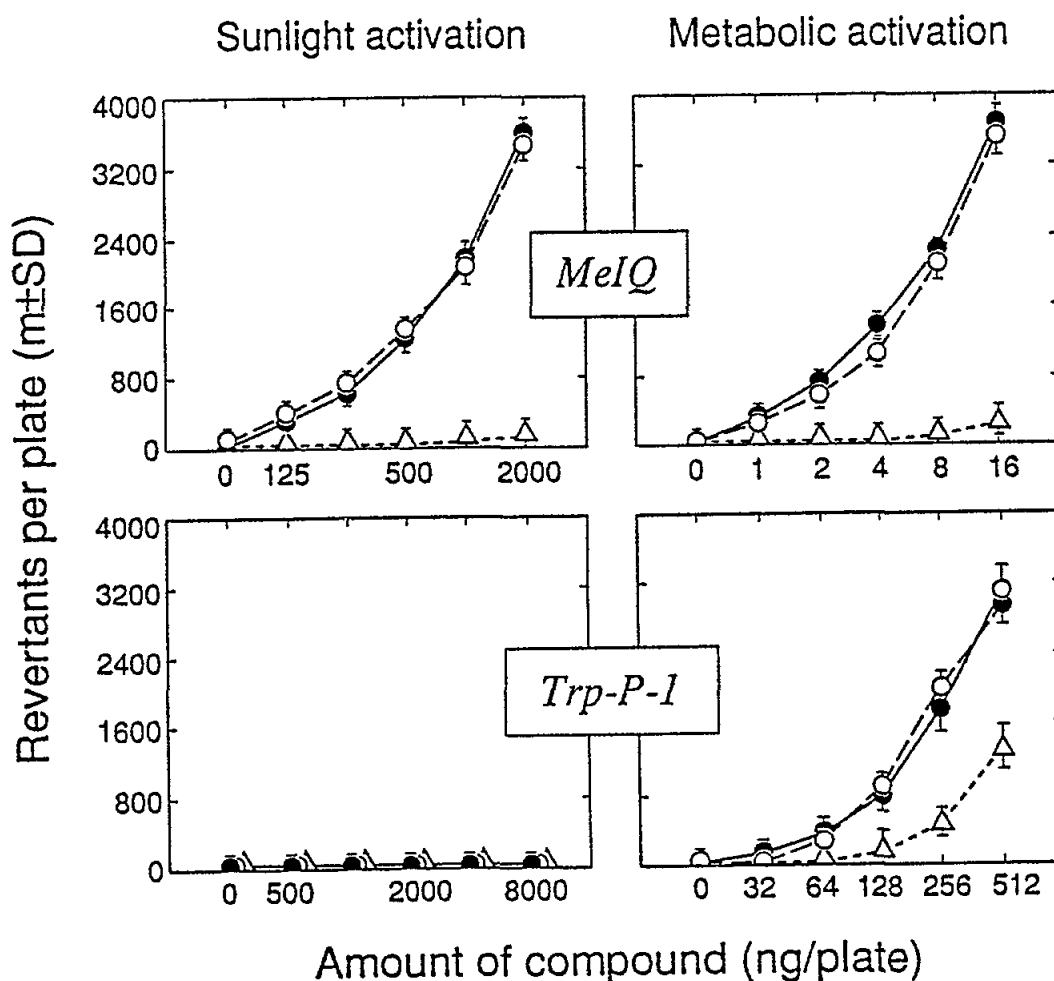 Sunlight activation
Metabolic activation
Revertants per plate (m±SD)
4000
3200
2400
1600
800
0
MeIQ
0 125 500 2000
0 1 2 4 8 16
4000
3200
2400
1600
800
0
Trp-P-1
0 500 2000 8000
0 32 64 128 256 512
Amount of compound (ng/plate)